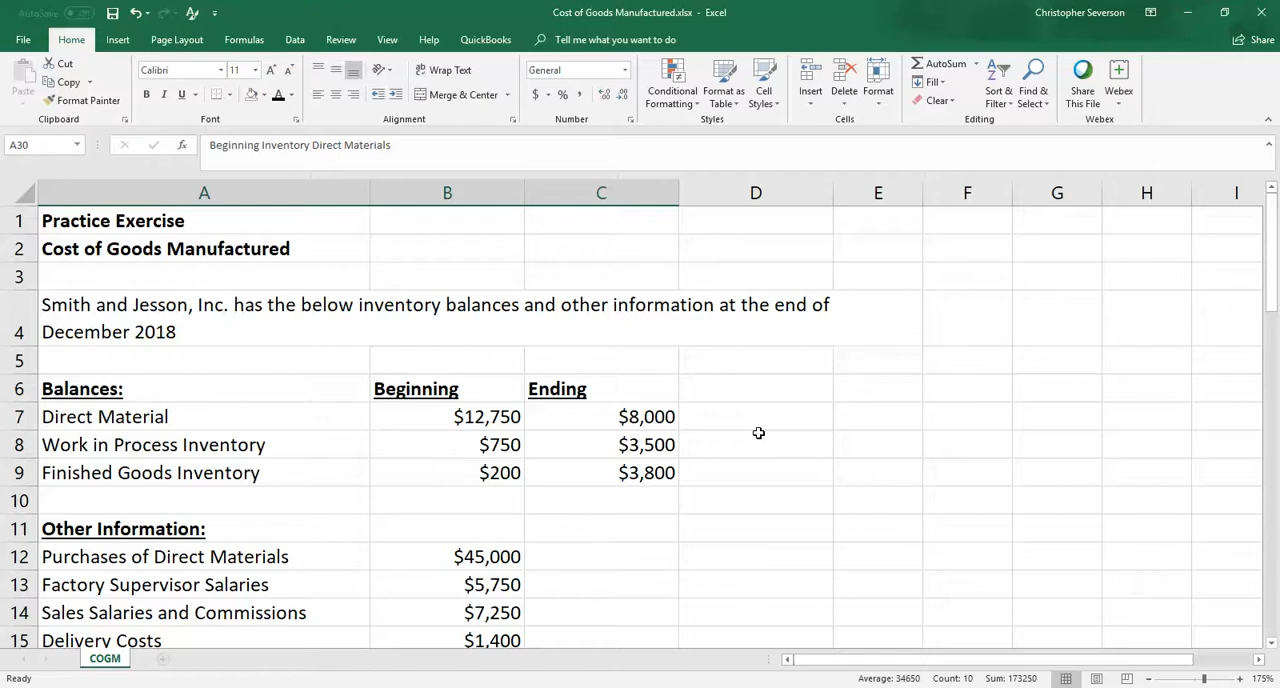 AutoSave
Cost of Goods Manufactured.xlsx - Excel
Christopher Severson
File Home Insert Page Layout Formulas Data Review View Help QuickBooks Tell me what you want to do Share
Paste
Cut
Copy
Format Painter
Clipboard
Calibri 11
B I U
Font
Wrap Text
Merge & Center
Alignment
General
$ % ,
Number
Conditional Formatting
Format as Table
Cell Styles
Styles
Insert Delete Format
Cells
AutoSum
Fill
Clear
Sort & Filter
Find & Select
Editing
Share This File
Webex
Webex
A30
fx
Beginning Inventory Direct Materials
A B C D E F G H I
1 Practice Exercise
2 Cost of Goods Manufactured
3
Smith and Jesson, Inc. has the below inventory balances and other information at the end of
4 December 2018
5
6 Balances: Beginning Ending
7 Direct Material $12,750 $8,000
8 Work in Process Inventory $750 $3,500
9 Finished Goods Inventory $200 $3,800
10
11 Other Information:
12 Purchases of Direct Materials $45,000
13 Factory Supervisor Salaries $5,750
14 Sales Salaries and Commissions $7,250
15 Delivery Costs $1,400
COGM
Ready
Average: 34650 Count: 10 Sum: 173250
175%